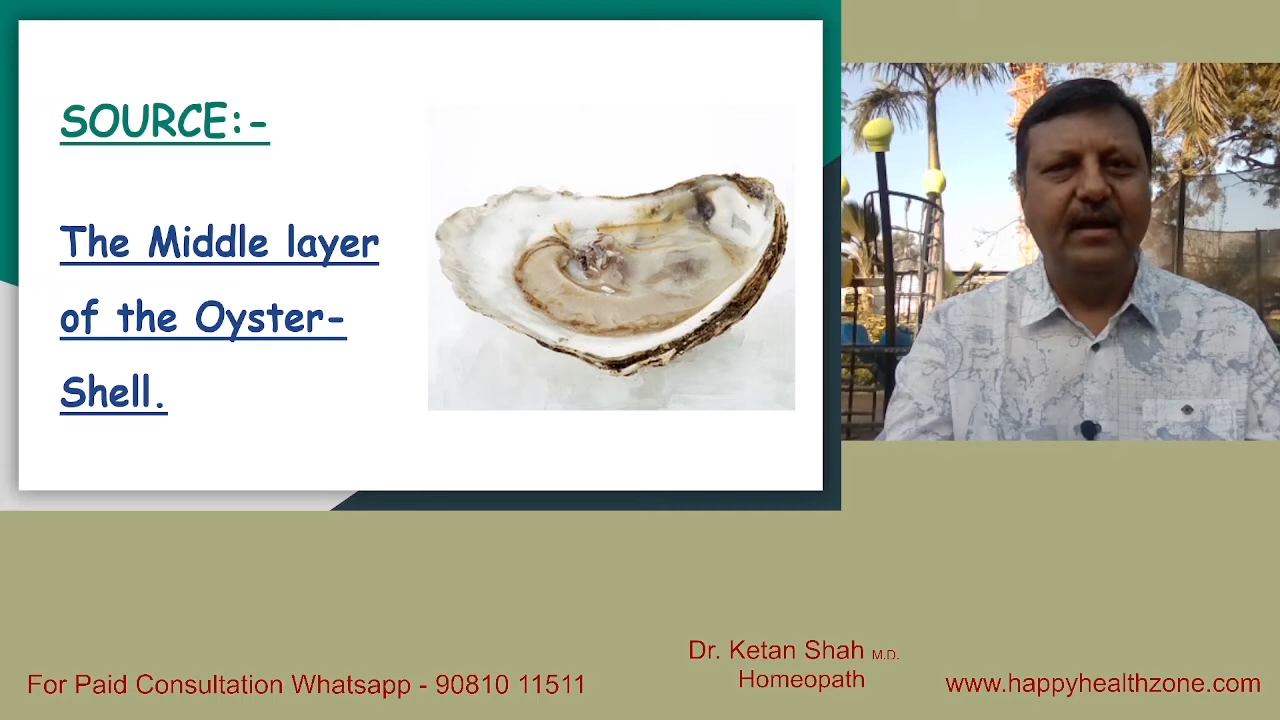 SOURCE:-
The Middle layer
of the Oyster-
Shell.
Dr. Ketan Shah M.D.
Homeopath
For Paid Consultation Whatsapp - 90810 11511
www.happyhealthzone.com